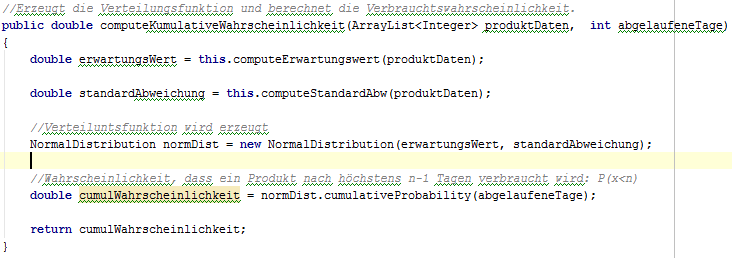 //Erzeugt die Verteilungsfunktion und berechnet die Verbrauchtswahrscheinlichkeit.
public double computeKumulativeWahrscheinlichkeit(ArrayList<Integer> produktDaten,  int abgelaufeneTage)
{
    double erwartungsWert = this.computeErwartungswert(produktDaten);
    double standardAbweichung = this.computeStandardAbw(produktDaten);
    //Verteiluntsfunktion wird erzeugt
    NormalDistribution normDist = new NormalDistribution(erwartungsWert, standardAbweichung);
    //Wahrscheinlichkeit, dass ein Produkt nach höchstens n-1 Tagen verbraucht wird: P(x<n)
    double cumulWahrscheinlichkeit = normDist.cumulativeProbability(abgelaufeneTage);
    return cumulWahrscheinlichkeit;
}